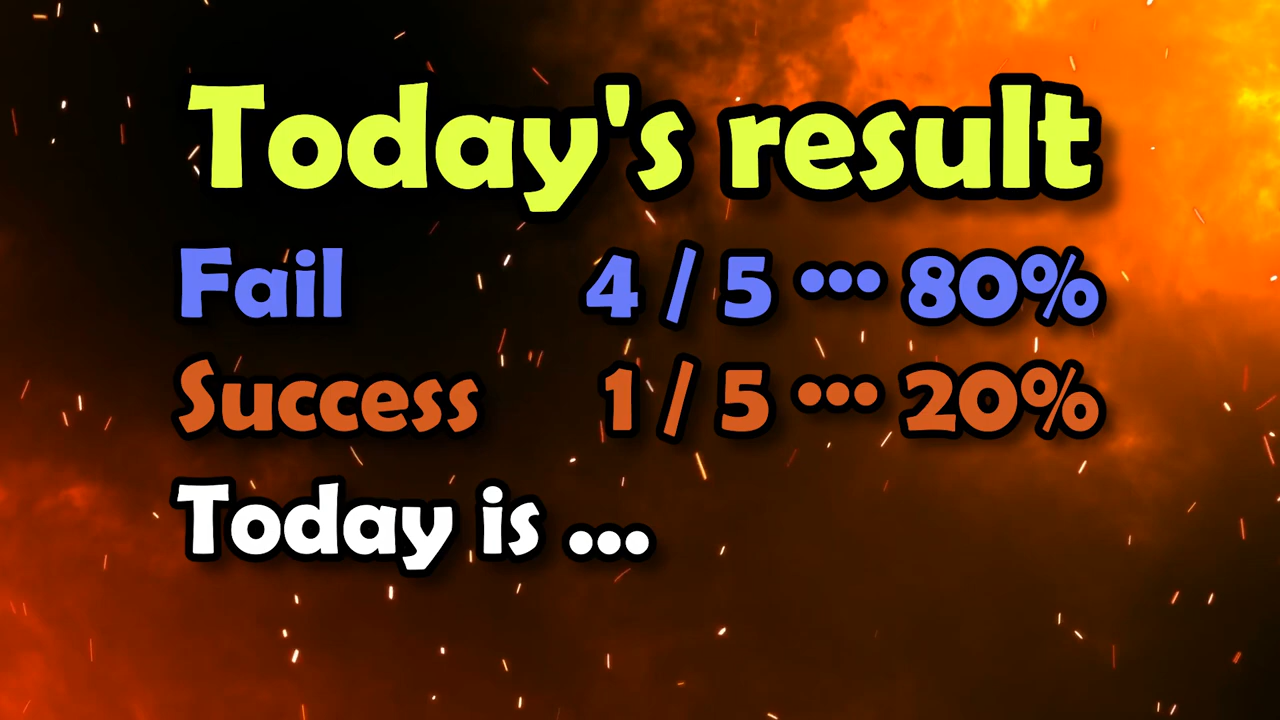 Today's result
Fail 4 / 5 ··· 80%
Success 1 / 5 ··· 20%
Today is ...